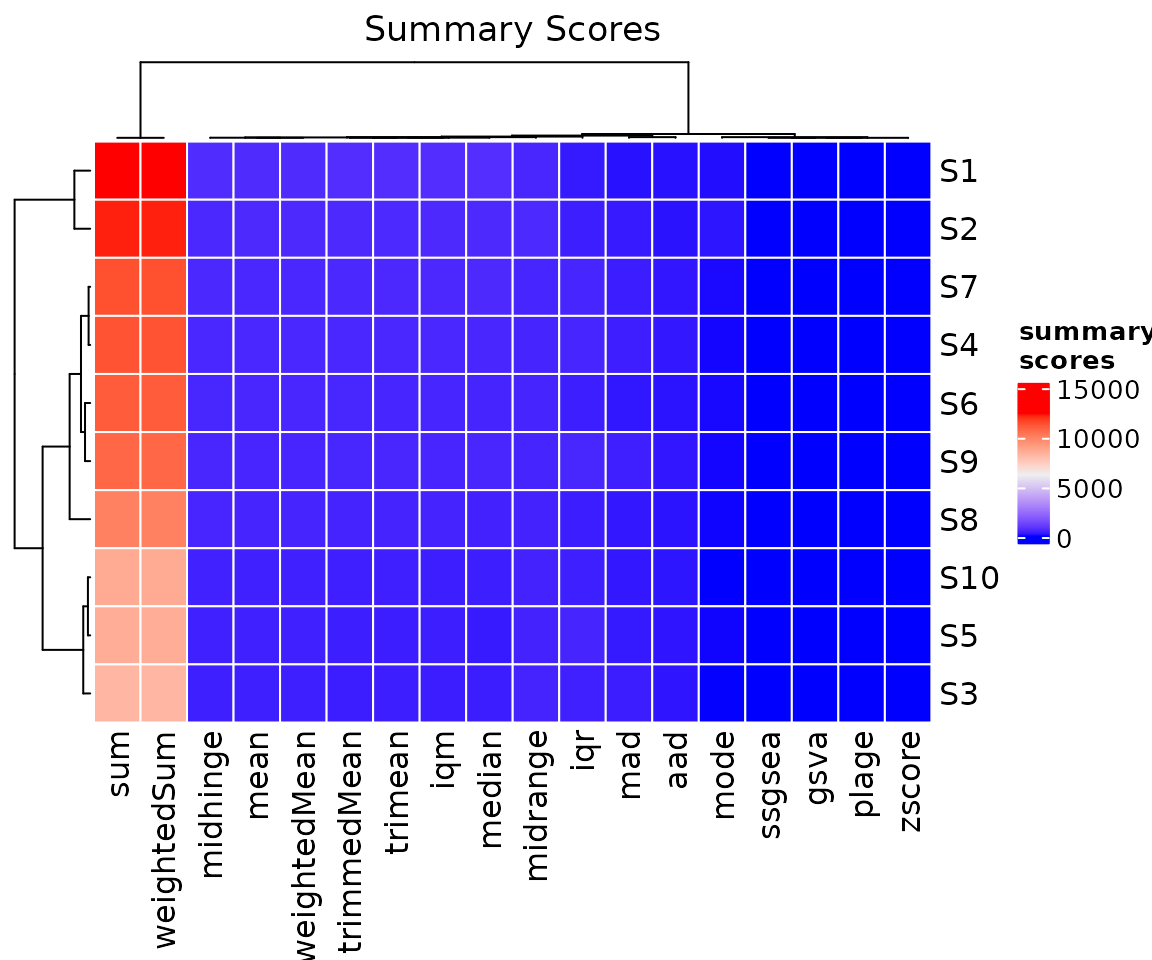 Summary Scores
S1
S2
S7
S4
S6
S9
S8
S10
S5
S3
summary
scores
15000
10000
5000
0
sum
weightedSum
midhinge
mean
weightedMean
trimmedMean
trimean
iqm
median
midrange
iqr
mad
aad
mode
ssgsea
gsva
plage
zscore